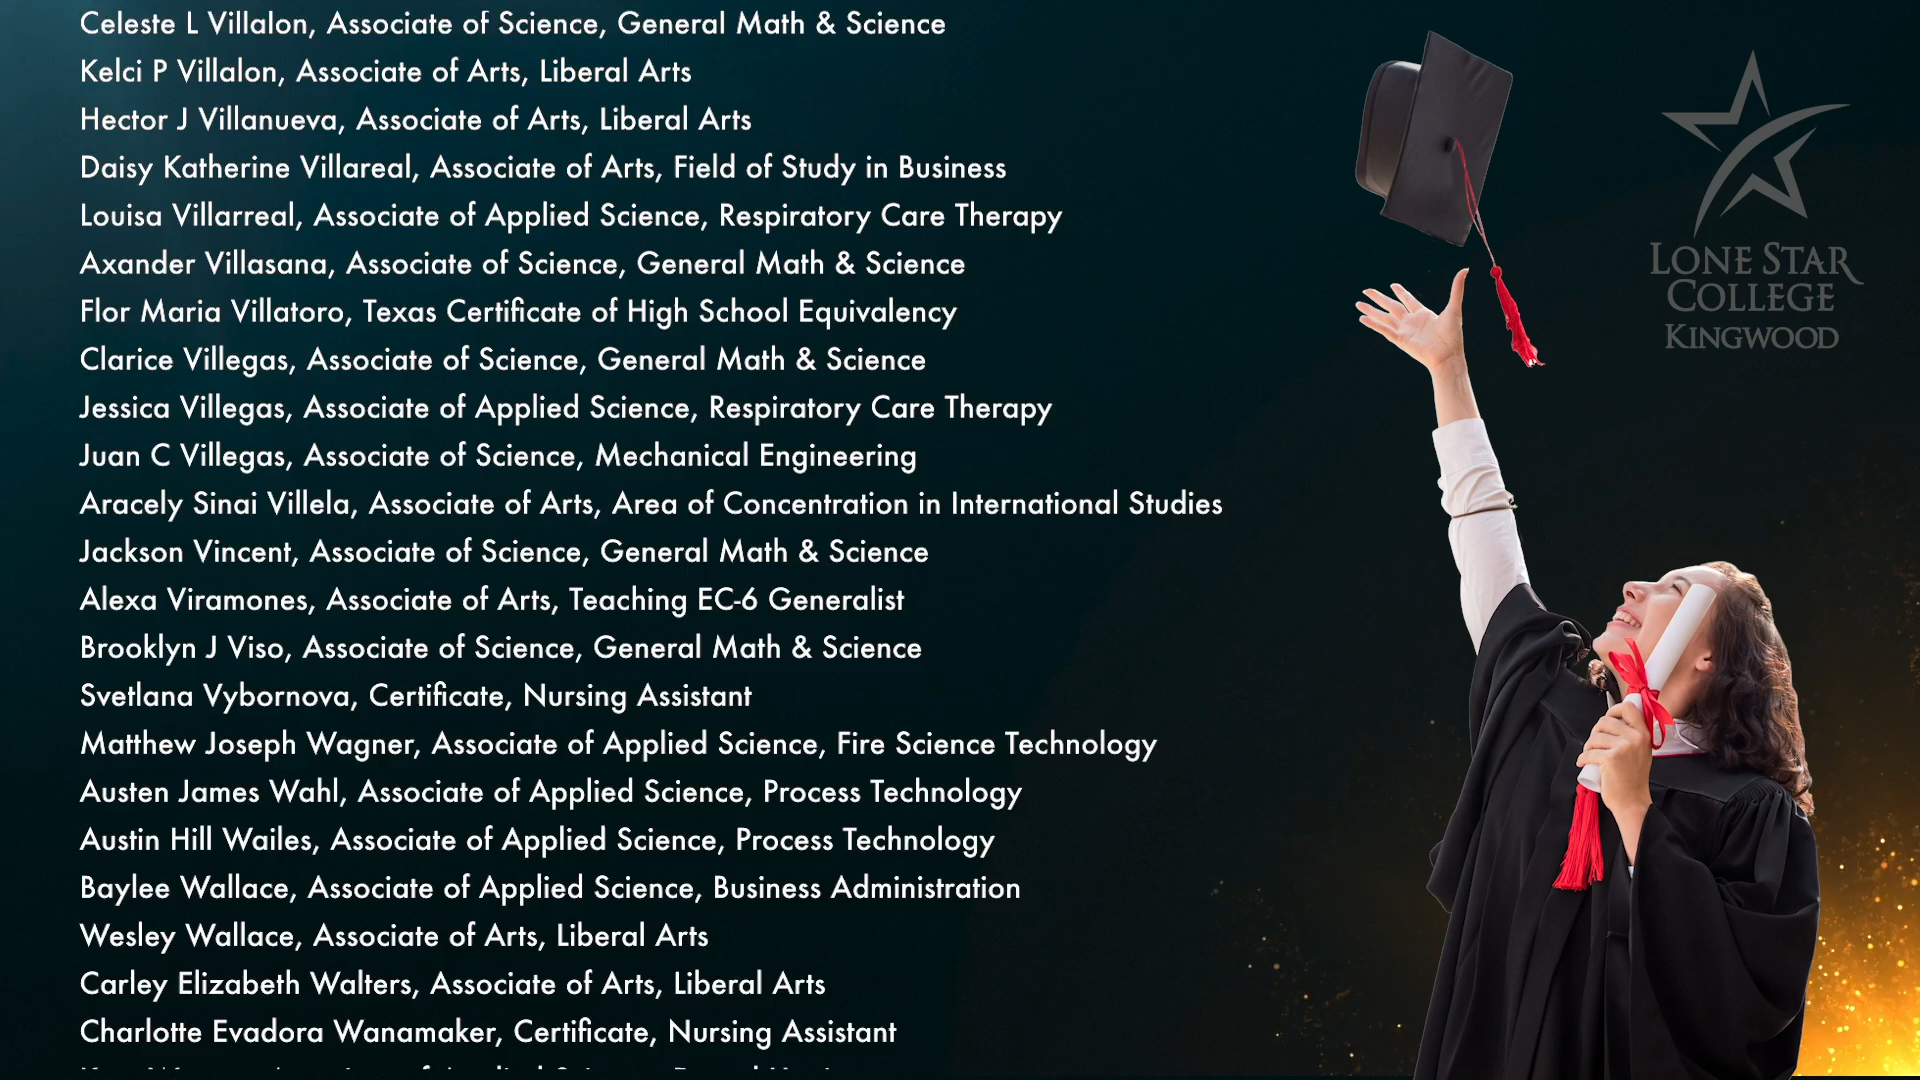 Celeste L Villalon, Associate of Science, General Math & Science
Kelci P Villalon, Associate of Arts, Liberal Arts
Hector J Villanueva, Associate of Arts, Liberal Arts
Daisy Katherine Villareal, Associate of Arts, Field of Study in Business
Louisa Villarreal, Associate of Applied Science, Respiratory Care Therapy
Axander Villasana, Associate of Science, General Math & Science
Flor Maria Villatoro, Texas Certificate of High School Equivalency
Clarice Villegas, Associate of Science, General Math & Science
Jessica Villegas, Associate of Applied Science, Respiratory Care Therapy
Juan C Villegas, Associate of Science, Mechanical Engineering
Aracely Sinai Villela, Associate of Arts, Area of Concentration in International Studies
Jackson Vincent, Associate of Science, General Math & Science
Alexa Viramones, Associate of Arts, Teaching EC-6 Generalist
Brooklyn J Viso, Associate of Science, General Math & Science
Svetlana Vybornova, Certificate, Nursing Assistant
Matthew Joseph Wagner, Associate of Applied Science, Fire Science Technology
Austen James Wahl, Associate of Applied Science, Process Technology
Austin Hill Wailes, Associate of Applied Science, Process Technology
Baylee Wallace, Associate of Applied Science, Business Administration
Wesley Wallace, Associate of Arts, Liberal Arts
Carley Elizabeth Walters, Associate of Arts, Liberal Arts
Charlotte Evadora Wanamaker, Certificate, Nursing Assistant
LONE STAR
COLLEGE
KINGWOOD